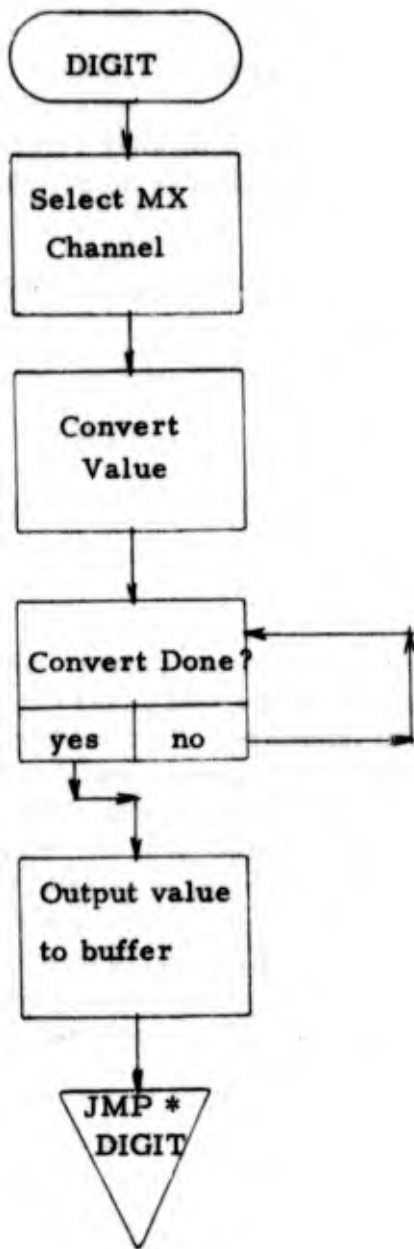 DIGIT
Select MX
Channel
Convert
Value
Convert Done?
yes no
Output value
to buffer
JMP *
DIGIT